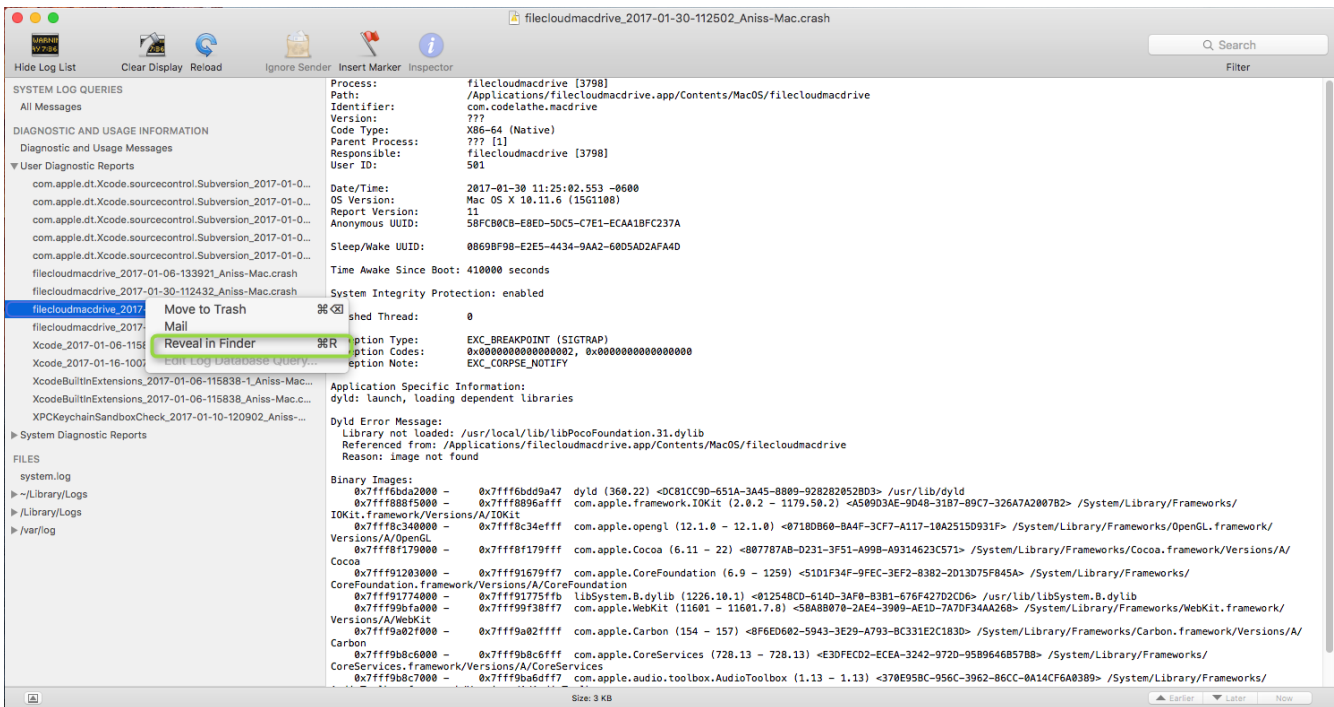 filecloudmacdrive_2017-01-30-112502_Aniss-Mac.crash
WARNIN
AV 7:86
7:86
Hide Log List
Clear Display
Reload
Ignore Sender
Insert Marker
Inspector
Search
Filter
SYSTEM LOG QUERIES
All Messages
DIAGNOSTIC AND USAGE INFORMATION
Diagnostic and Usage Messages
User Diagnostic Reports
com.apple.dt.Xcode.sourcecontrol.Subversion_2017-01-0...
com.apple.dt.Xcode.sourcecontrol.Subversion_2017-01-0...
com.apple.dt.Xcode.sourcecontrol.Subversion_2017-01-0...
com.apple.dt.Xcode.sourcecontrol.Subversion_2017-01-0...
com.apple.dt.Xcode.sourcecontrol.Subversion_2017-01-0...
filecloudmacdrive_2017-01-06-133921_Aniss-Mac.crash
filecloudmacdrive_2017-01-30-112432_Aniss-Mac.crash
filecloudmacdrive_2017-
filecloudmacdrive_2017-
Xcode_2017-01-06-1158
Xcode_2017-01-16-1007
XcodeBuiltInExtensions_2017-01-06-115838-1_Aniss-Mac...
XcodeBuiltInExtensions_2017-01-06-115838_Aniss-Mac.c...
XPCKeychainSandboxCheck_2017-01-10-120902_Aniss-...
System Diagnostic Reports
FILES
system.log
~/Library/Logs
/Library/Logs
/var/log
Move to Trash ⌘⌫
Mail
Reveal in Finder ⌘R
Edit Log Database Query...
Process: filecloudmacdrive [3798]
Path: /Applications/filecloudmacdrive.app/Contents/MacOS/filecloudmacdrive
Identifier: com.codelathe.macdrive
Version: ???
Code Type: X86-64 (Native)
Parent Process: ??? [1]
Responsible: filecloudmacdrive [3798]
User ID: 501
Date/Time: 2017-01-30 11:25:02.553 -0600
OS Version: Mac OS X 10.11.6 (15G1108)
Report Version: 11
Anonymous UUID: 58FCB0CB-E8ED-5DC5-C7E1-ECAA1BFC237A
Sleep/Wake UUID: 0869BF98-E2E5-4434-9AA2-60D5AD2AFA4D
Time Awake Since Boot: 410000 seconds
System Integrity Protection: enabled
shed Thread: 0
ption Type: EXC_BREAKPOINT (SIGTRAP)
ption Codes: 0x0000000000000002, 0x0000000000000000
eption Note: EXC_CORPSE_NOTIFY
Application Specific Information:
dyld: launch, loading dependent libraries
Dyld Error Message:
Library not loaded: /usr/local/lib/libPocoFoundation.31.dylib
Referenced from: /Applications/filecloudmacdrive.app/Contents/MacOS/filecloudmacdrive
Reason: image not found
Binary Images:
0x7fff6bda2000 - 0x7fff6bdd9a47 dyld (360.22) <DC81CC9D-651A-3A45-8809-928282052BD3> /usr/lib/dyld
0x7fff888f5000 - 0x7fff8896afff com.apple.framework.IOKit (2.0.2 - 1179.50.2) <A509D3AE-9D48-31B7-89C7-326A7A2007B2> /System/Library/Frameworks/
IOKit.framework/Versions/A/IOKit
0x7fff8c340000 - 0x7fff8c34efff com.apple.opengl (12.1.0 - 12.1.0) <0718DB60-BA4F-3CF7-A117-10A2515D931F> /System/Library/Frameworks/OpenGL.framework/
Versions/A/OpenGL
0x7fff8f179000 - 0x7fff8f179fff com.apple.Cocoa (6.11 - 22) <807787AB-D231-3F51-A99B-A9314623C571> /System/Library/Frameworks/Cocoa.framework/Versions/A/
Cocoa
0x7fff91203000 - 0x7fff91679ff7 com.apple.CoreFoundation (6.9 - 1259) <51D1F34F-9FEC-3EF2-8382-2D13D75F845A> /System/Library/Frameworks/
CoreFoundation.framework/Versions/A/CoreFoundation
0x7fff91774000 - 0x7fff91775ffb libSystem.B.dylib (1226.10.1) <012548CD-614D-3AF0-B3B1-676F427D2CD6> /usr/lib/libSystem.B.dylib
0x7fff99bfa000 - 0x7fff99f38ff7 com.apple.WebKit (11601 - 11601.7.8) <58A8B070-2AE4-3909-AE1D-7A7DF34AA268> /System/Library/Frameworks/WebKit.framework/
Versions/A/WebKit
0x7fff9a02f000 - 0x7fff9a02ffff com.apple.Carbon (154 - 157) <8F6ED602-5943-3E29-A793-BC331E2C183D> /System/Library/Frameworks/Carbon.framework/Versions/A/
Carbon
0x7fff9b8c6000 - 0x7fff9b8c6fff com.apple.CoreServices (728.13 - 728.13) <E3DFECD2-ECEA-3242-972D-95B9646B57B8> /System/Library/Frameworks/
CoreServices.framework/Versions/A/CoreServices
0x7fff9b8c7000 - 0x7fff9ba6dff7 com.apple.audio.toolbox.AudioToolbox (1.13 - 1.13) <370E95BC-956C-3962-86CC-0A14CF6A0389> /System/Library/Frameworks/
Size: 3 KB
Earlier
Later
Now